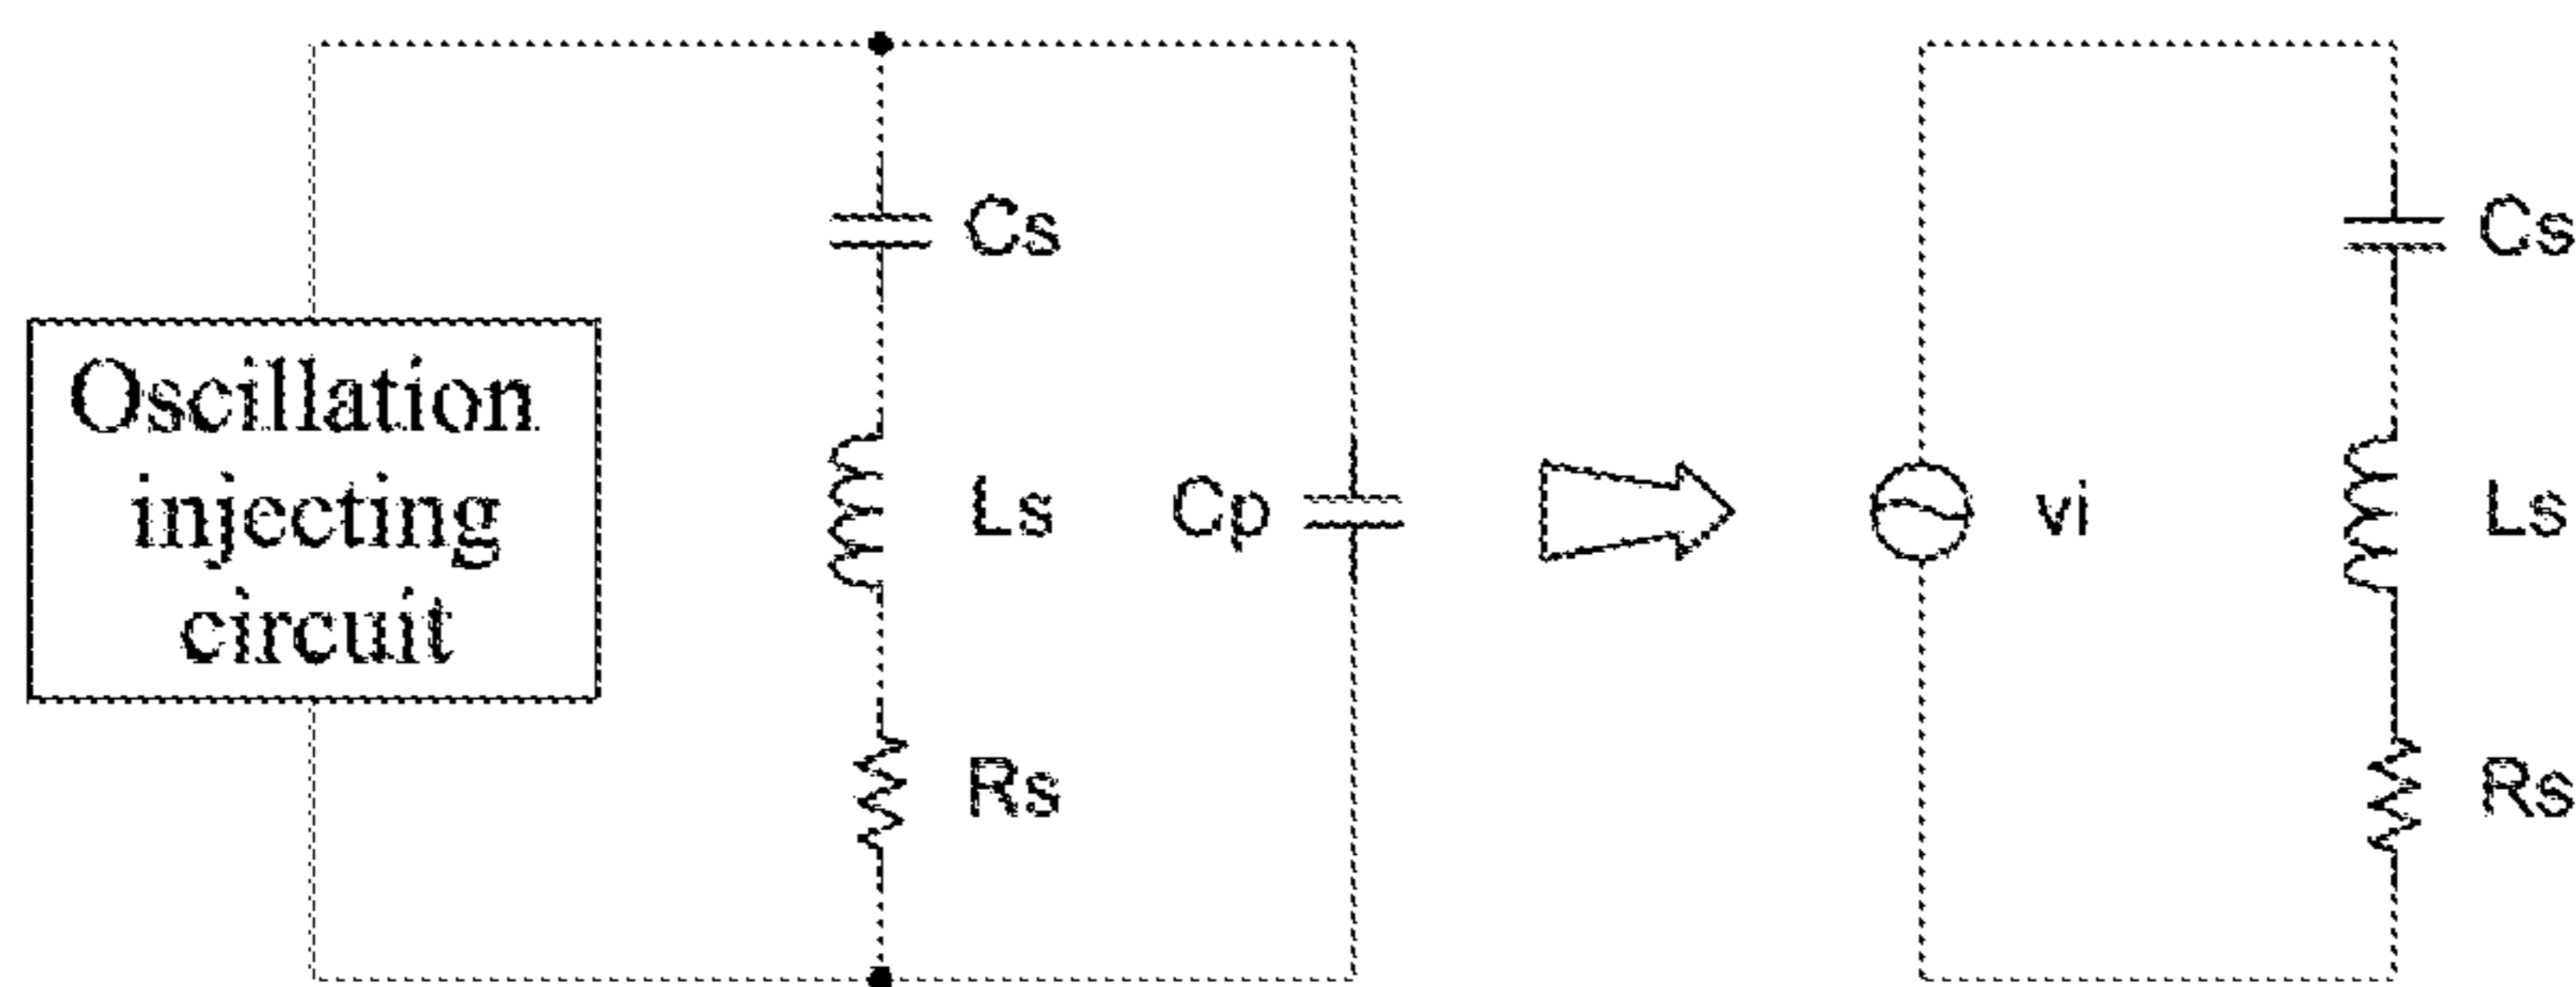 Oscillation
injecting
circuit
Cs
Ls
Rs
Cp
vi
Cs
Ls
Rs